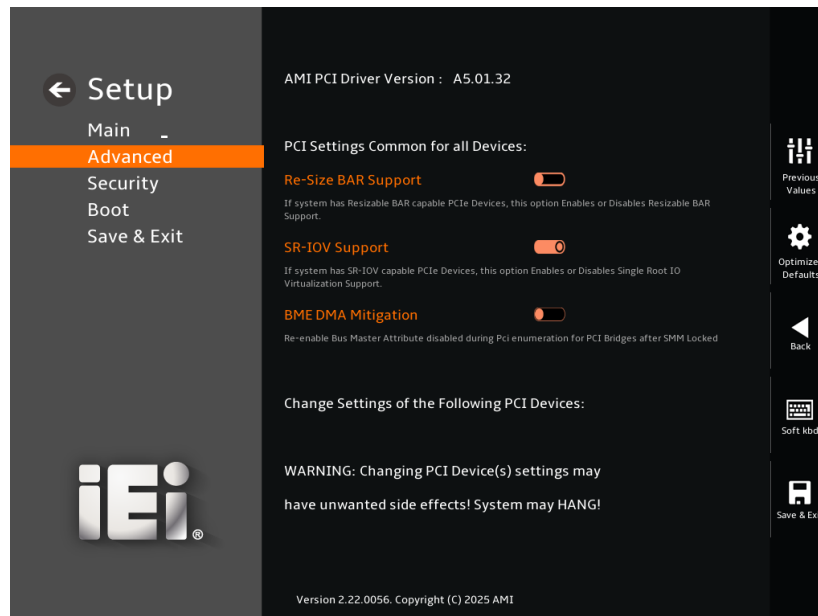 Setup
Main
Advanced
Security
Boot
Save & Exit
iEi ®
AMI PCI Driver Version : A5.01.32
PCI Settings Common for all Devices:
Re-Size BAR Support
If system has Resizable BAR capable PCIe Devices, this option Enables or Disables Resizable BAR
Support.
SR-IOV Support
If system has SR-IOV capable PCIe Devices, this option Enables or Disables Single Root IO
Virtualization Support.
BME DMA Mitigation
Re-enable Bus Master Attribute disabled during Pci enumeration for PCI Bridges after SMM Locked
Change Settings of the Following PCI Devices:
WARNING: Changing PCI Device(s) settings may
have unwanted side effects! System may HANG!
Version 2.22.0056. Copyright (C) 2025 AMI
Previous
Values
Optimize
Defaults
Back
Soft kbd
Save & Ex